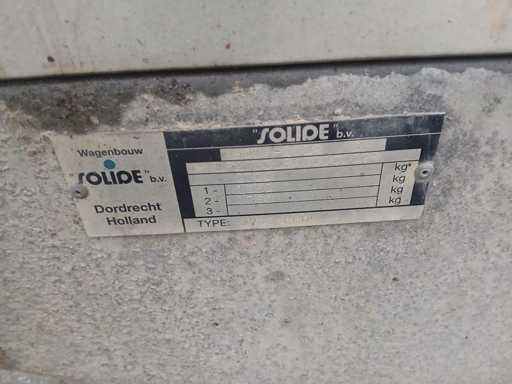 Wagenbouw
"SOLIDE" b.v.
Dordrecht
Holland
"SOLIDE" b.v.
kg*
kg
1 - kg
2 - kg
3 -
TYPE: